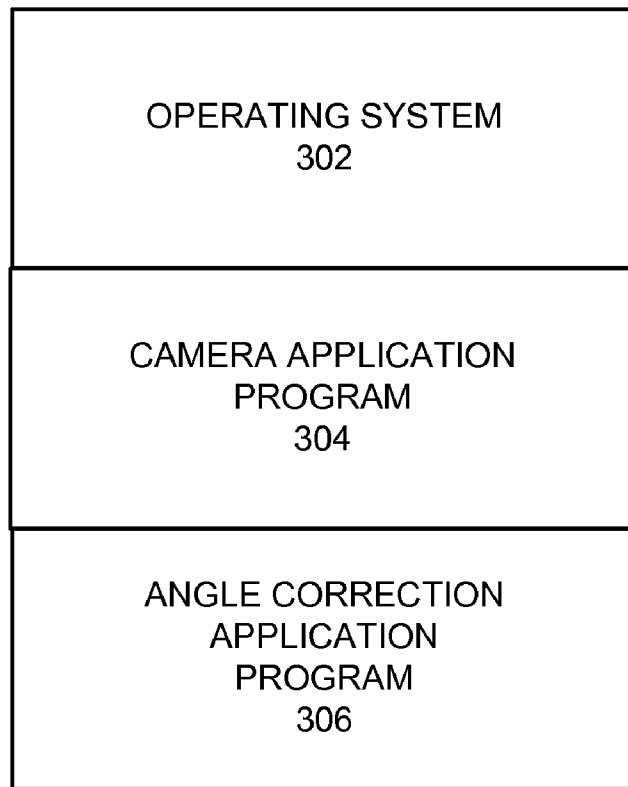 OPERATING SYSTEM
302
CAMERA APPLICATION
PROGRAM
304
ANGLE CORRECTION
APPLICATION
PROGRAM
306